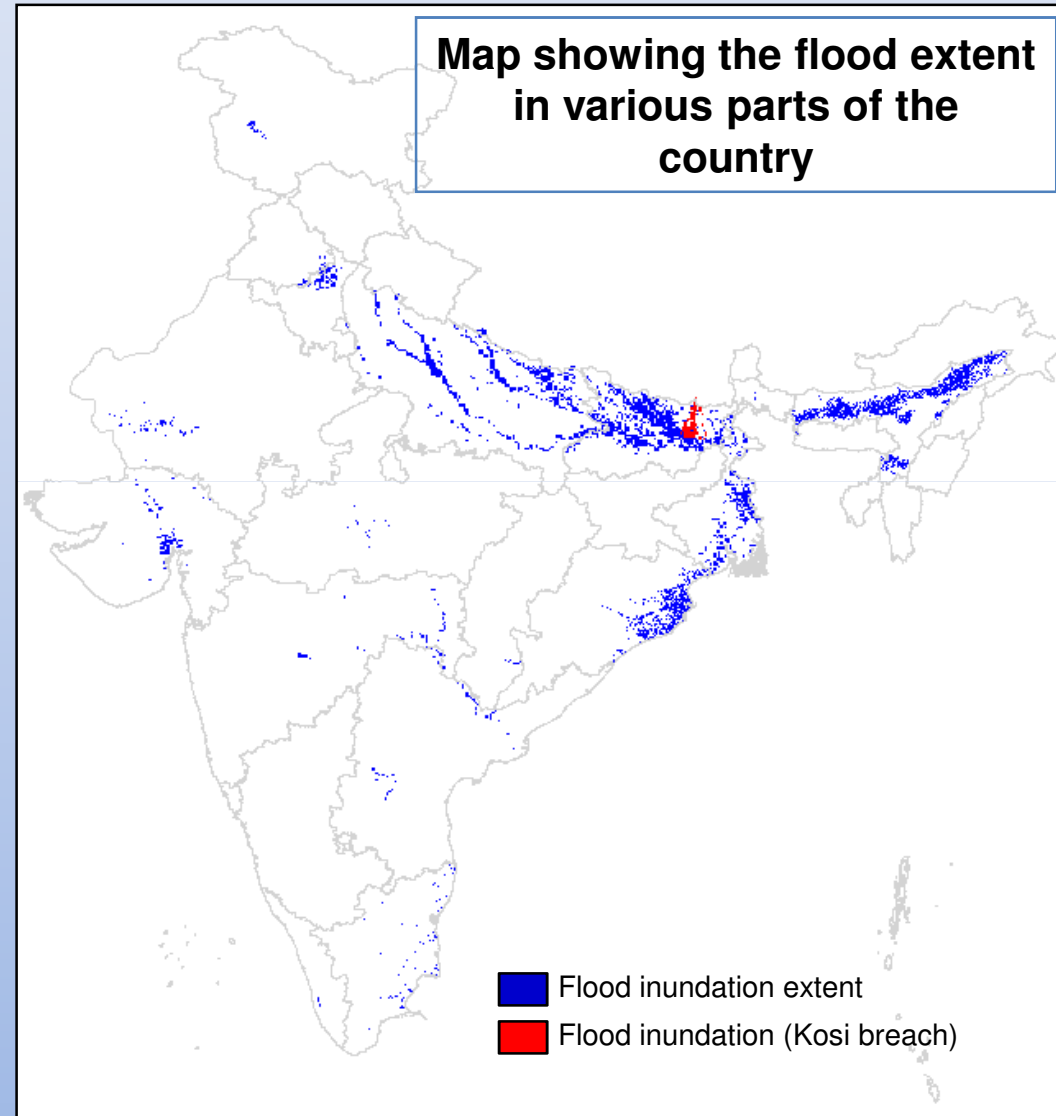 Map showing the flood extent
in various parts of the
country
Flood inundation extent
Flood inundation (Kosi breach)